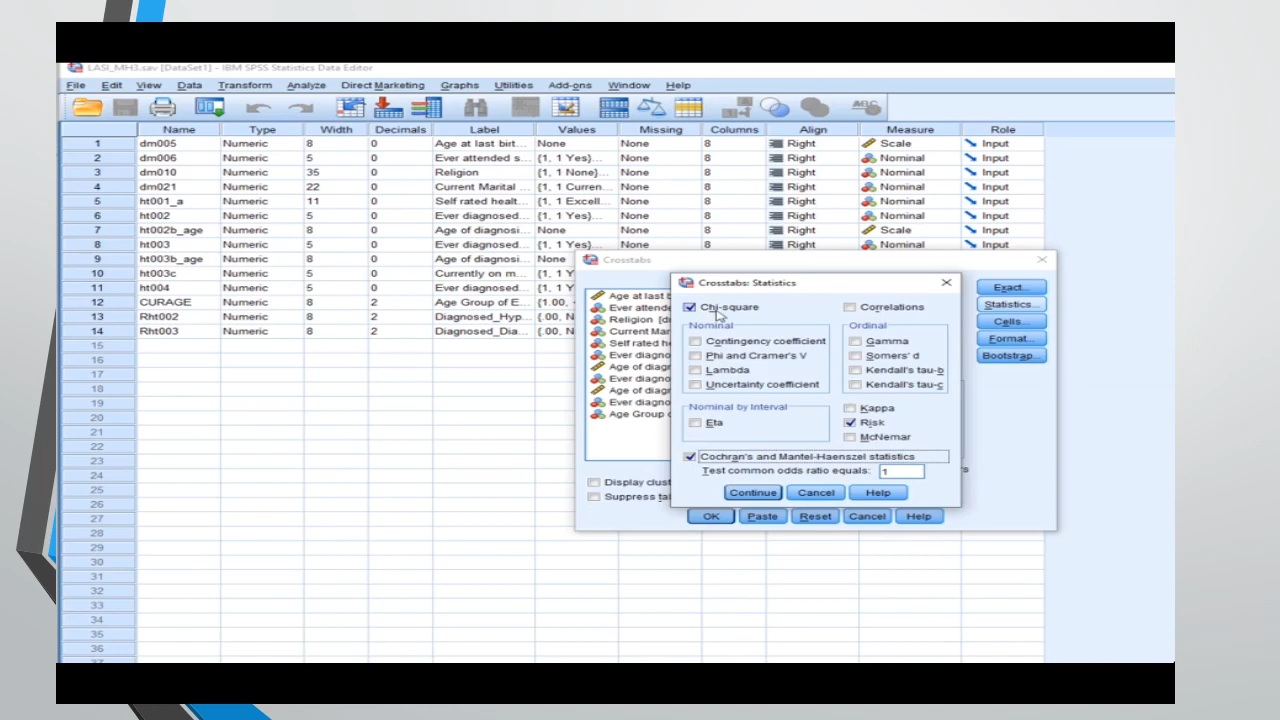 LASI_MH3.sav [DataSet1] - IBM SPSS Statistics Data Editor
File Edit View Data Transform Analyze Direct Marketing Graphs Utilities Add-ons Window Help
Name Type Width Decimals Label Values Missing Columns Align Measure Role
1 dm005 Numeric 8 0 Age at last birt... None None 8 Right Scale Input
2 dm006 Numeric 5 0 Ever attended s... {1, 1 Yes}... None 8 Right Nominal Input
3 dm010 Numeric 35 0 Religion {1, 1 None}... None 8 Right Nominal Input
4 dm021 Numeric 22 0 Current Marital ... {1, 1 Curren... None 8 Right Nominal Input
5 ht001_a Numeric 11 0 Self rated healt... {1, 1 Excell... None 8 Right Nominal Input
6 ht002 Numeric 5 0 Ever diagnosed... {1, 1 Yes}... None 8 Right Nominal Input
7 ht002b_age Numeric 8 0 Age of diagnosi... None None 8 Right Scale Input
8 ht003 Numeric 5 0 Ever diagnosed... {1, 1 Yes}... None 8 Right Nominal Input
9 ht003b_age Numeric 8 0 Age of diagnosi... None
10 ht003c Numeric 5 0 Currently on m... {1, 1 Y
11 ht004 Numeric 5 0 Ever diagnosed... {1, 1 Y
12 CURAGE Numeric 8 2 Age Group of E... {1.00,
13 Rht002 Numeric 8 2 Diagnosed_Hyp... {.00, N
14 Rht003 Numeric 8 2 Diagnosed_Dia... {.00, N
15
16
17
18
19
20
21
22
23
24
25
26
27
28
29
30
31
32
33
34
35
36
Crosstabs
Age at last b
Ever attende
Religion [d
Current Mar
Self rated he
Ever diagno
Age of diagr
Ever diagno
Age of diagr
Ever diagno
Age Group o
Display clust
Suppress tal
Exact...
Statistics...
Cells...
Format...
Bootstrap...
OK Paste Reset Cancel Help
Crosstabs: Statistics
Chi-square Correlations
Nominal Ordinal
Contingency coefficient Gamma
Phi and Cramer's V Somers' d
Lambda Kendall's tau-b
Uncertainty coefficient Kendall's tau-c
Nominal by Interval Kappa
Eta Risk
McNemar
Cochran's and Mantel-Haenszel statistics
Test common odds ratio equals: 1
Continue Cancel Help